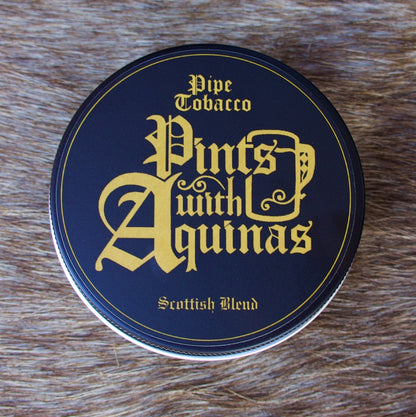 Pipe
Tobacco
Pints
with
Aquinas
Scottish Blend